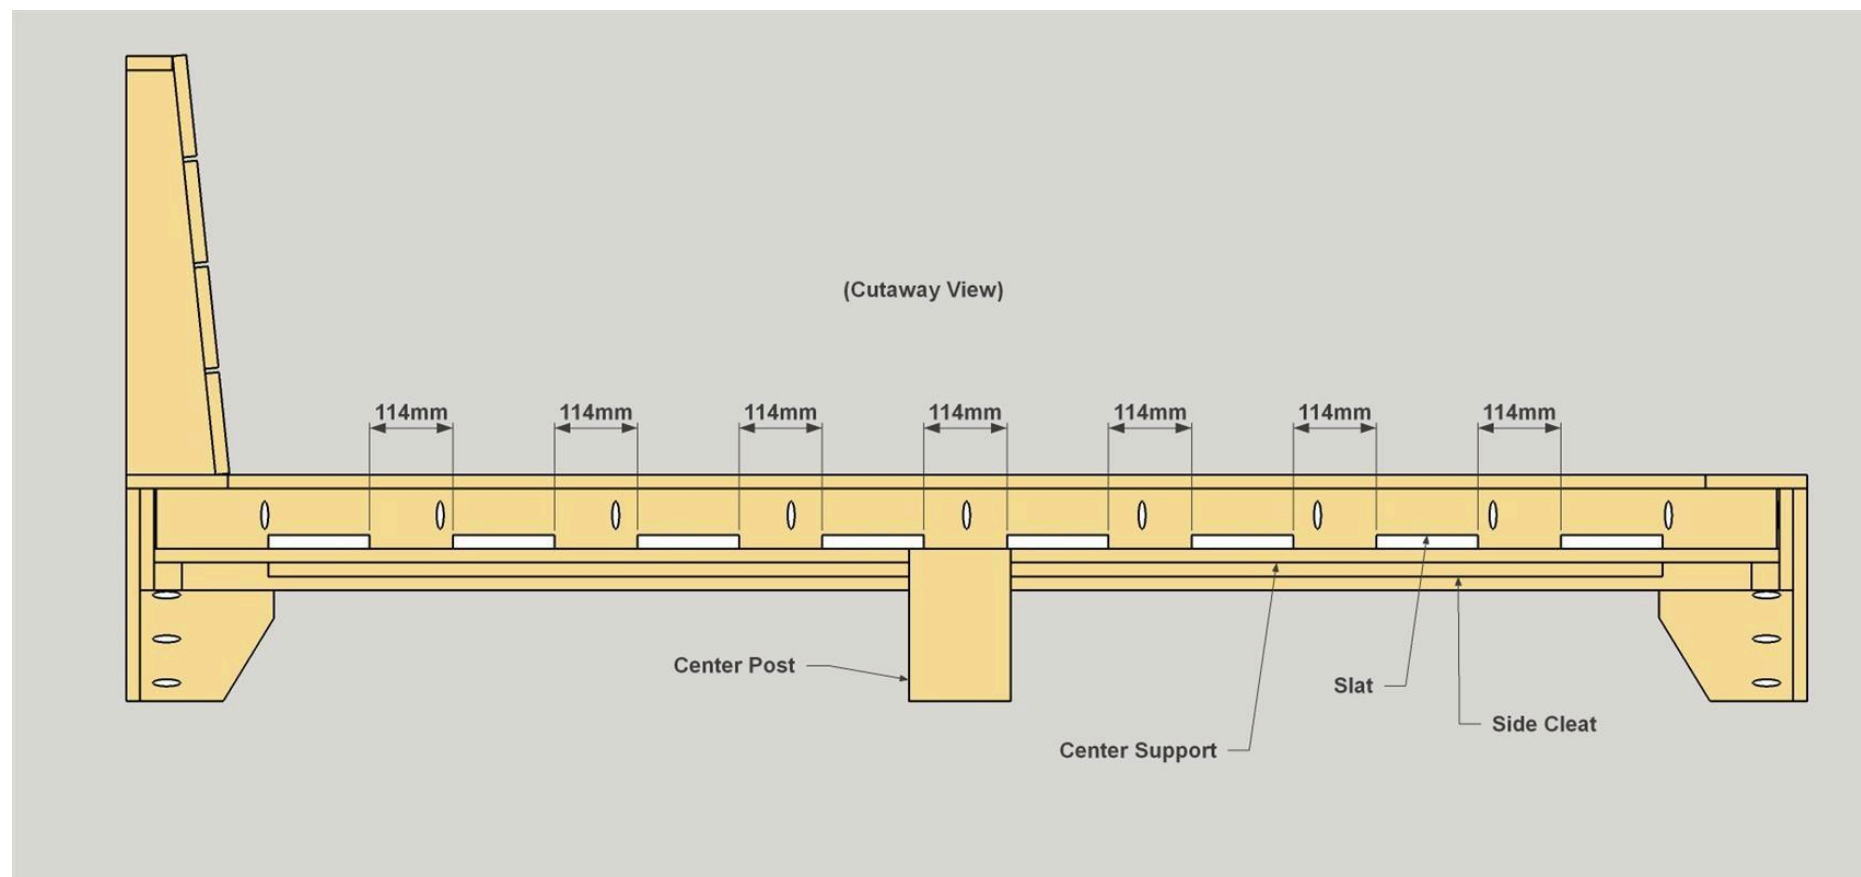 (Cutaway View)
114mm 114mm 114mm 114mm 114mm 114mm 114mm
Center Post
Slat
Side Cleat
Center Support